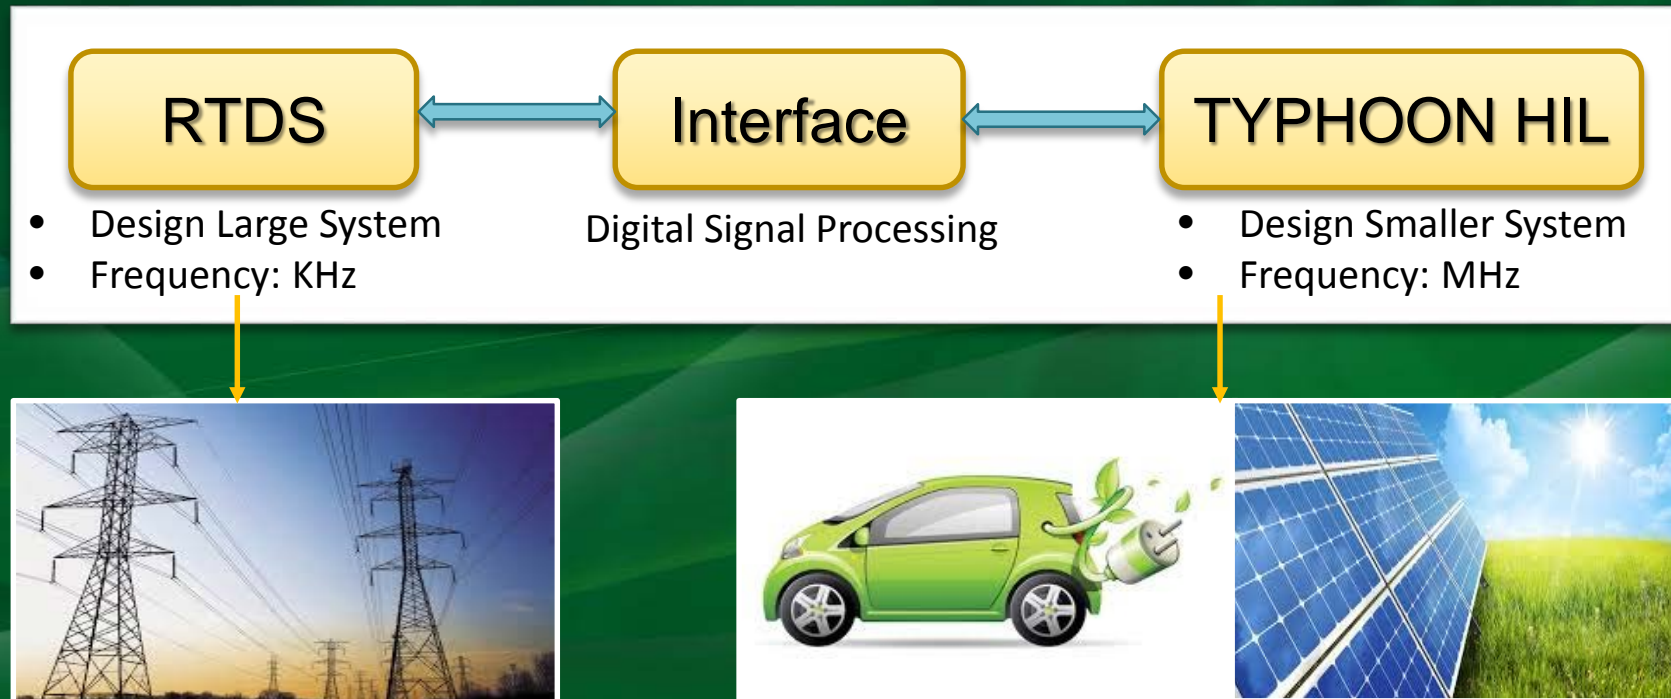 RTDS
Interface
TYPHOON HIL
• Design Large System
• Frequency: KHz
Digital Signal Processing
• Design Smaller System
• Frequency: MHz